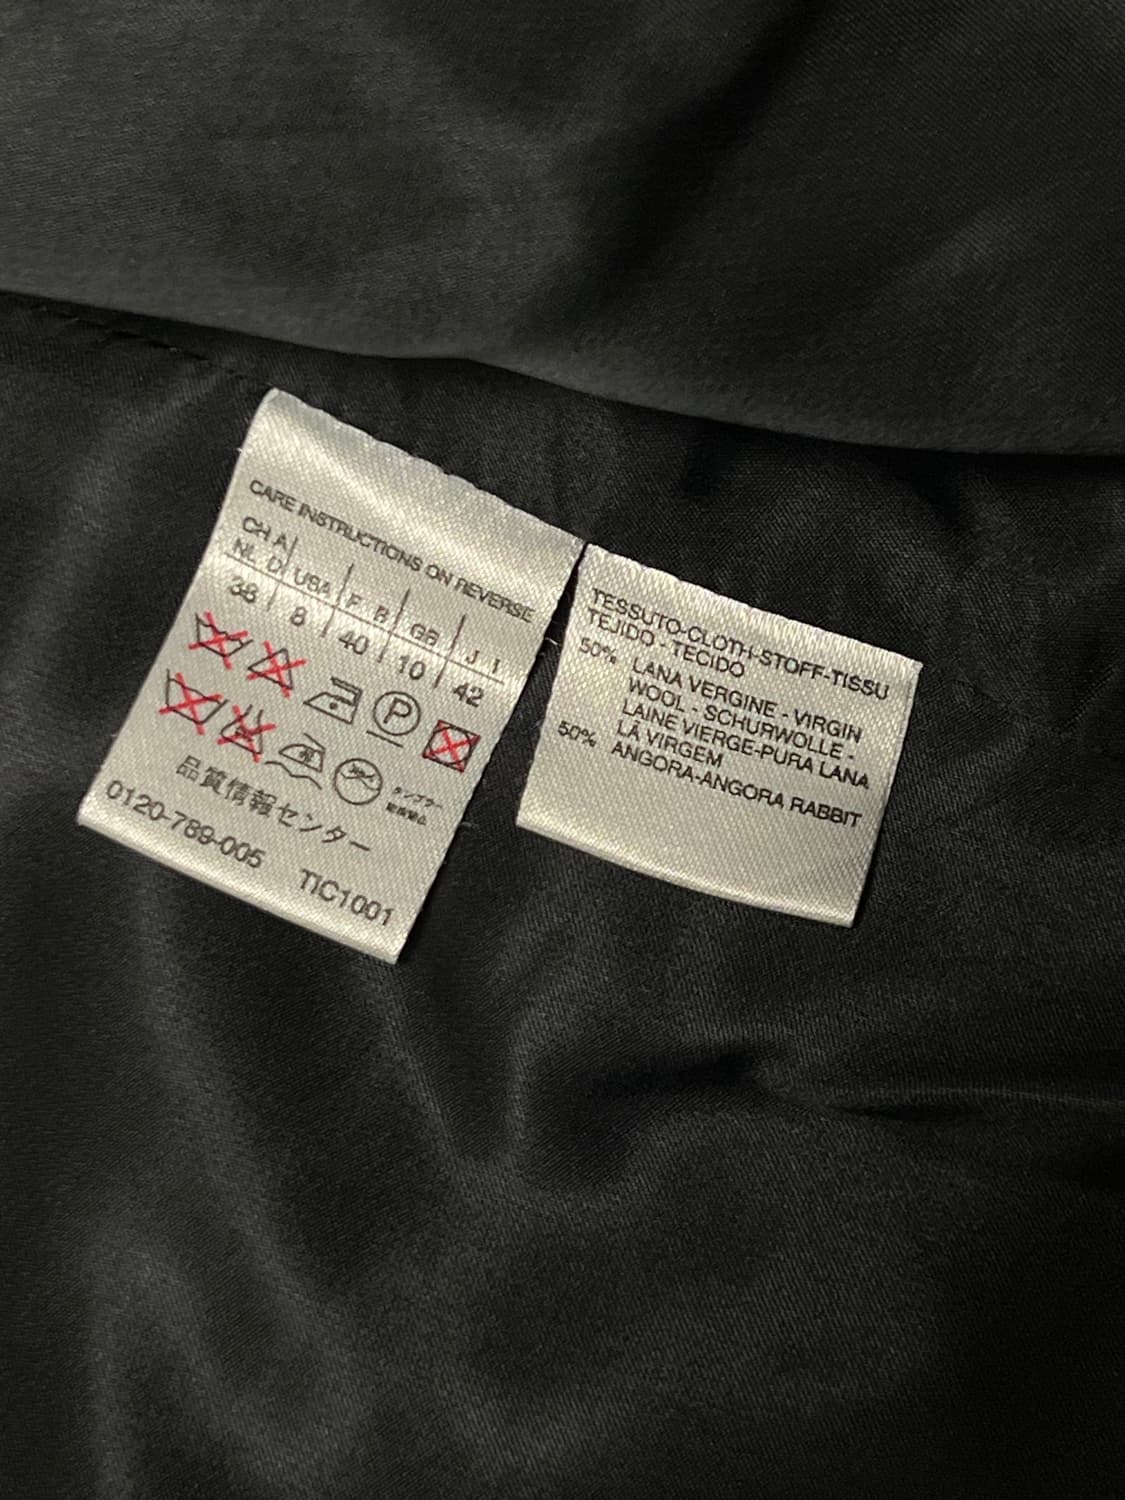 CARE INSTRUCTIONS ON REVERSE
CH A
NL D USA F B GB J I
38 8 40 10 42
P
品質情報センター
0120-789-005 TIC1001
TESSUTO-CLOTH-STOFF-TISSU
TEJIDO - TECIDO
50% LANA VERGINE - VIRGIN
WOOL - SCHURWOLLE -
LAINE VIERGE-PURA LANA
LÀ VIRGEM
50% ANGORA-ANGORA RABBIT